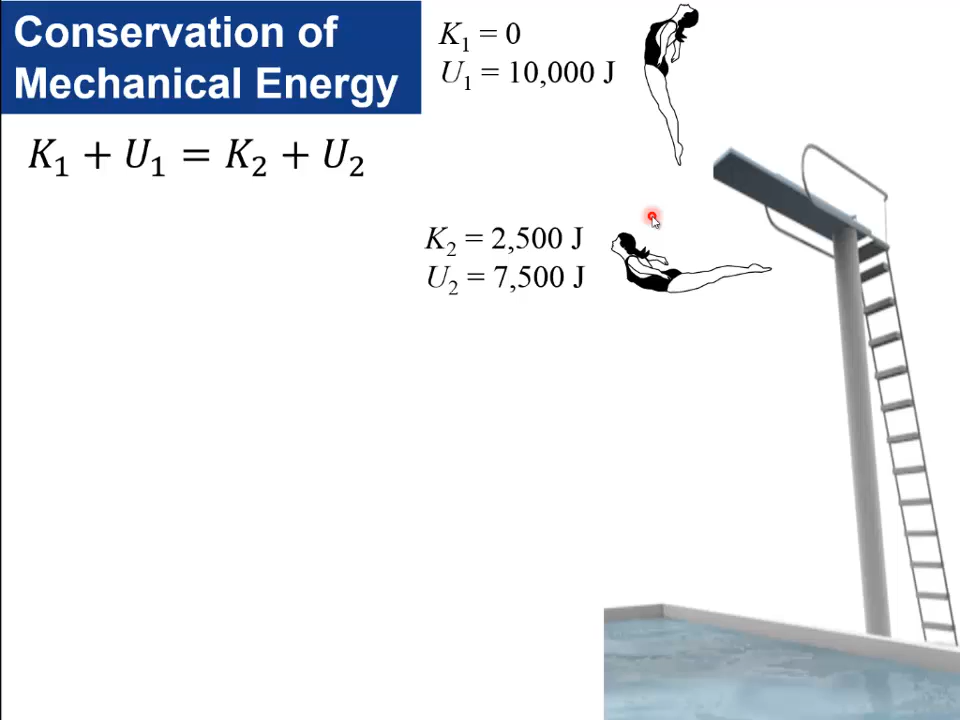 Conservation of
Mechanical Energy
K₁ = 0
U₁ = 10,000 J
K₁ + U₁ = K₂ + U₂
K₂ = 2,500 J
U₂ = 7,500 J